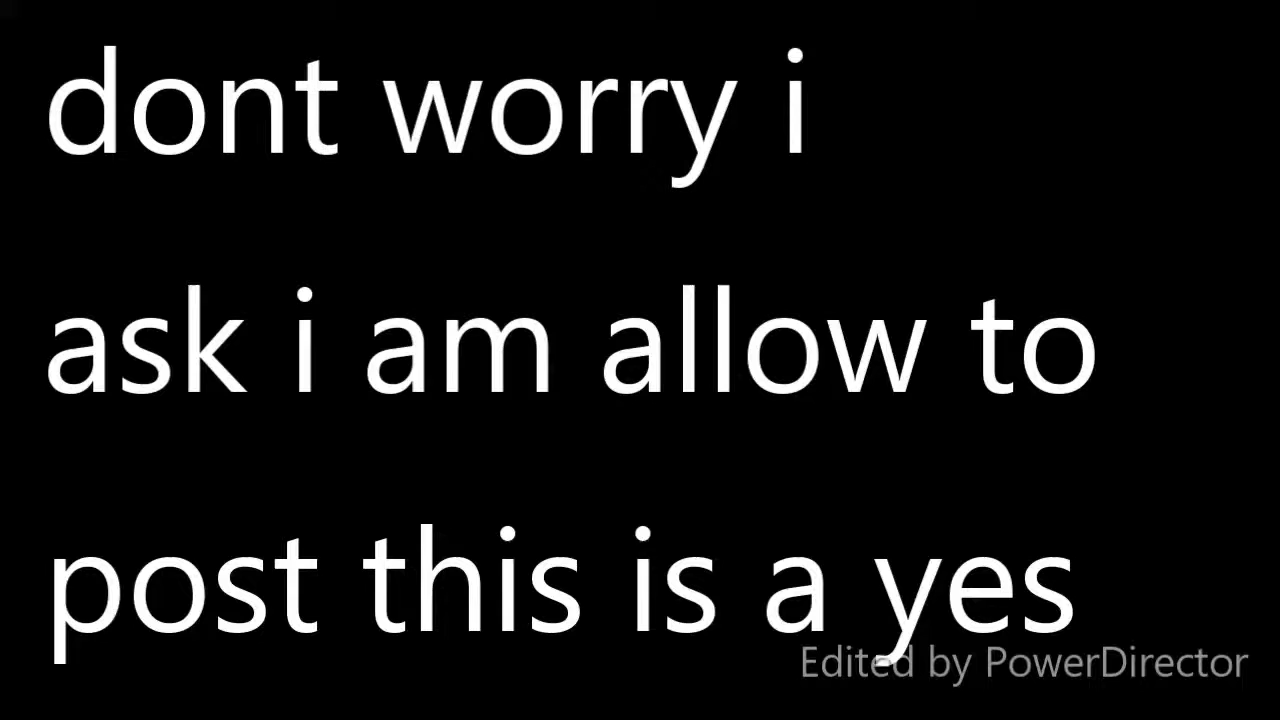 dont worry i
ask i am allow to
post this is a yes
Edited by PowerDirector